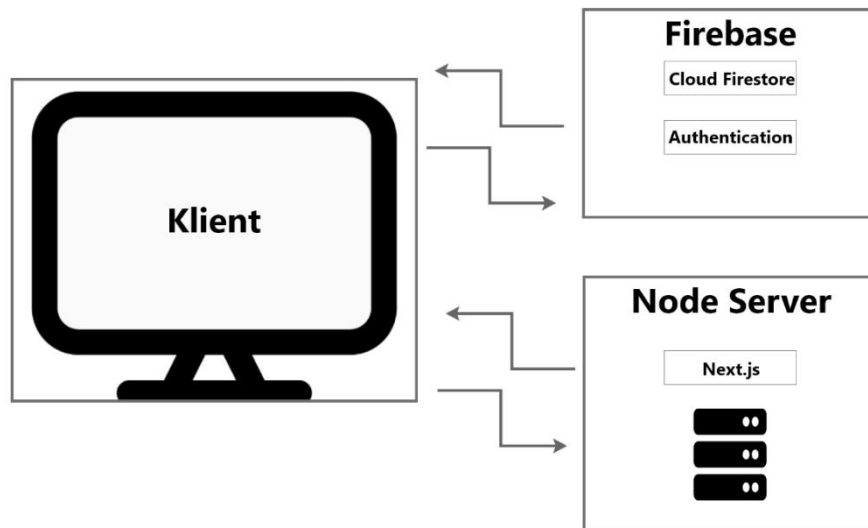 Firebase
Cloud Firestore
Authentication
Klient
Node Server
Next.js